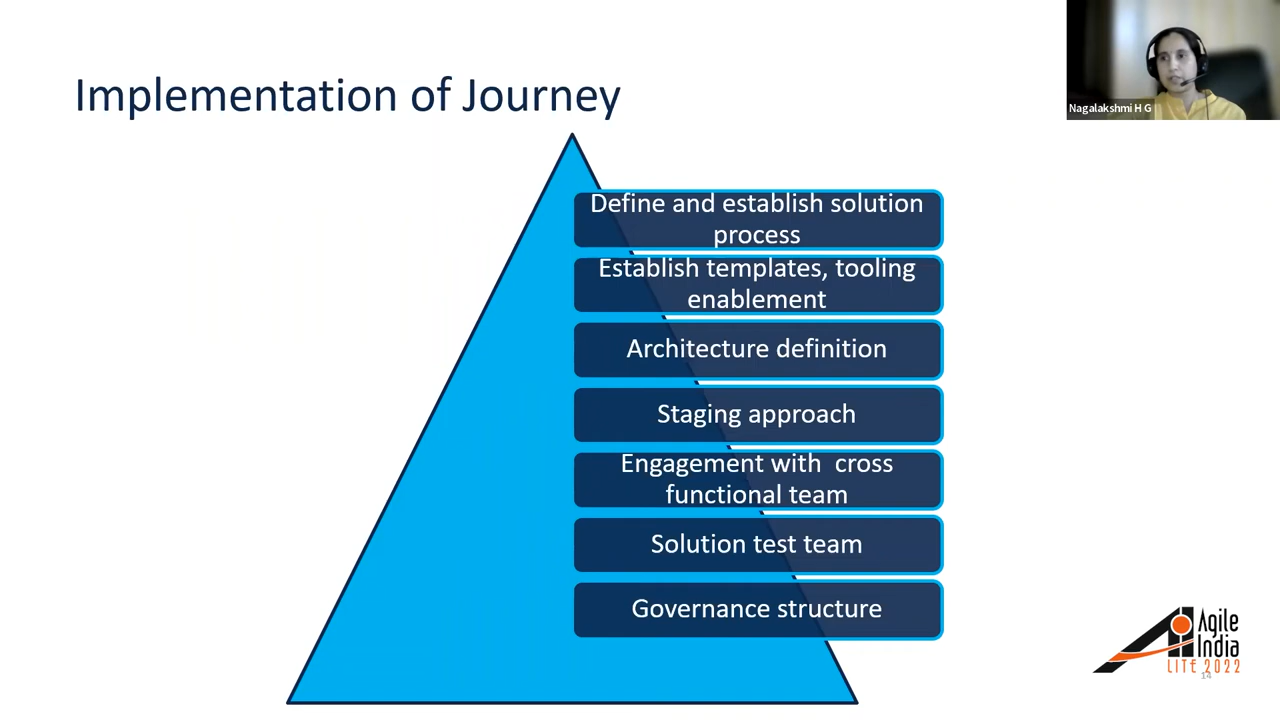 Implementation of Journey
Nagalakshmi H G
Define and establish solution
process
Establish templates, tooling
enablement
Architecture definition
Staging approach
Engagement with  cross
functional team
Solution test team
Governance structure
Agile
India
LITE 2022
14